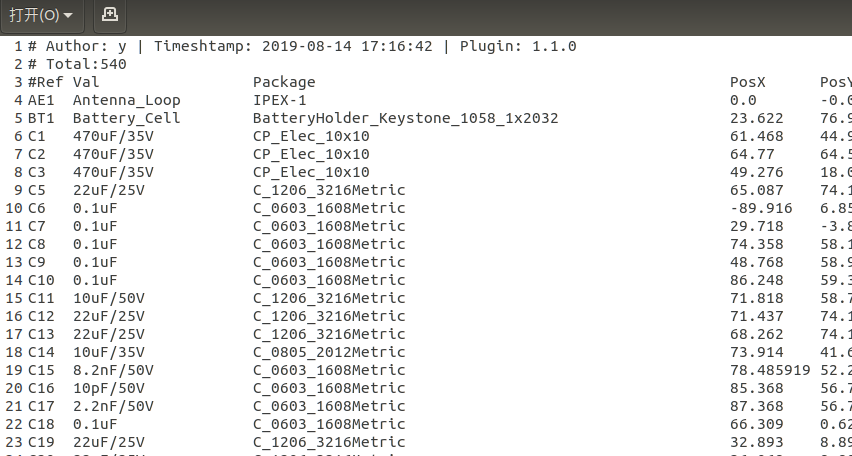 打开(O)
1 # Author: y | Timeshtamp: 2019-08-14 17:16:42 | Plugin: 1.1.0
2 # Total:540
3 #Ref Val Package PosX Pos
4 AE1 Antenna_Loop IPEX-1 0.0 -0.
5 BT1 Battery_Cell BatteryHolder_Keystone_1058_1x2032 23.622 76.9
6 C1 470uF/35V CP_Elec_10x10 61.468 44.9
7 C2 470uF/35V CP_Elec_10x10 64.77 64.5
8 C3 470uF/35V CP_Elec_10x10 49.276 18.0
9 C5 22uF/25V C_1206_3216Metric 65.087 74.1
10 C6 0.1uF C_0603_1608Metric -89.916 6.85
11 C7 0.1uF C_0603_1608Metric 29.718 -3.8
12 C8 0.1uF C_0603_1608Metric 74.358 58.1
13 C9 0.1uF C_0603_1608Metric 48.768 58.9
14 C10 0.1uF C_0603_1608Metric 86.248 59.3
15 C11 10uF/50V C_1206_3216Metric 71.818 58.7
16 C12 22uF/25V C_1206_3216Metric 71.437 74.1
17 C13 22uF/25V C_1206_3216Metric 68.262 74.1
18 C14 10uF/35V C_0805_2012Metric 73.914 41.6
19 C15 8.2nF/50V C_0603_1608Metric 78.485919 52.2
20 C16 10pF/50V C_0603_1608Metric 85.368 56.7
21 C17 2.2nF/50V C_0603_1608Metric 87.368 56.7
22 C18 0.1uF C_0603_1608Metric 66.309 0.62
23 C19 22uF/25V C_1206_3216Metric 32.893 8.89